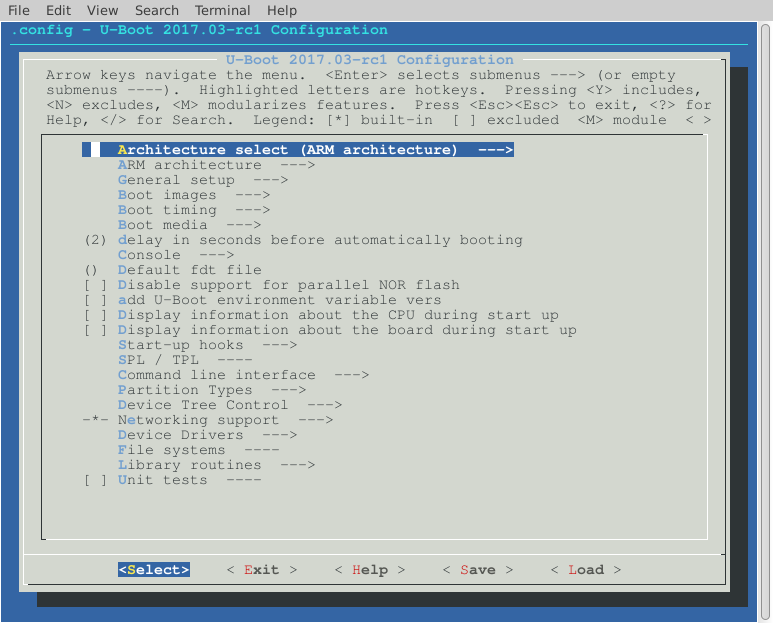 File Edit View Search Terminal Help
.config - U-Boot 2017.03-rc1 Configuration
U-Boot 2017.03-rc1 Configuration
Arrow keys navigate the menu.  <Enter> selects submenus ---> (or empty
submenus ----).  Highlighted letters are hotkeys.  Pressing <Y> includes,
<N> excludes, <M> modularizes features.  Press <Esc><Esc> to exit, <?> for
Help, </> for Search.  Legend: [*] built-in  [ ] excluded  <M> module  < >
Architecture select (ARM architecture)  --->
ARM architecture  --->
General setup  --->
Boot images  --->
Boot timing  --->
Boot media  --->
(2) delay in seconds before automatically booting
Console  --->
()  Default fdt file
[ ] Disable support for parallel NOR flash
[ ] add U-Boot environment variable vers
[ ] Display information about the CPU during start up
[ ] Display information about the board during start up
Start-up hooks  --->
SPL / TPL  ----
Command line interface  --->
Partition Types  --->
Device Tree Control  --->
-*- Networking support  --->
Device Drivers  --->
File systems  ----
Library routines  --->
[ ] Unit tests  ----
<Select>    < Exit >    < Help >    < Save >    < Load >